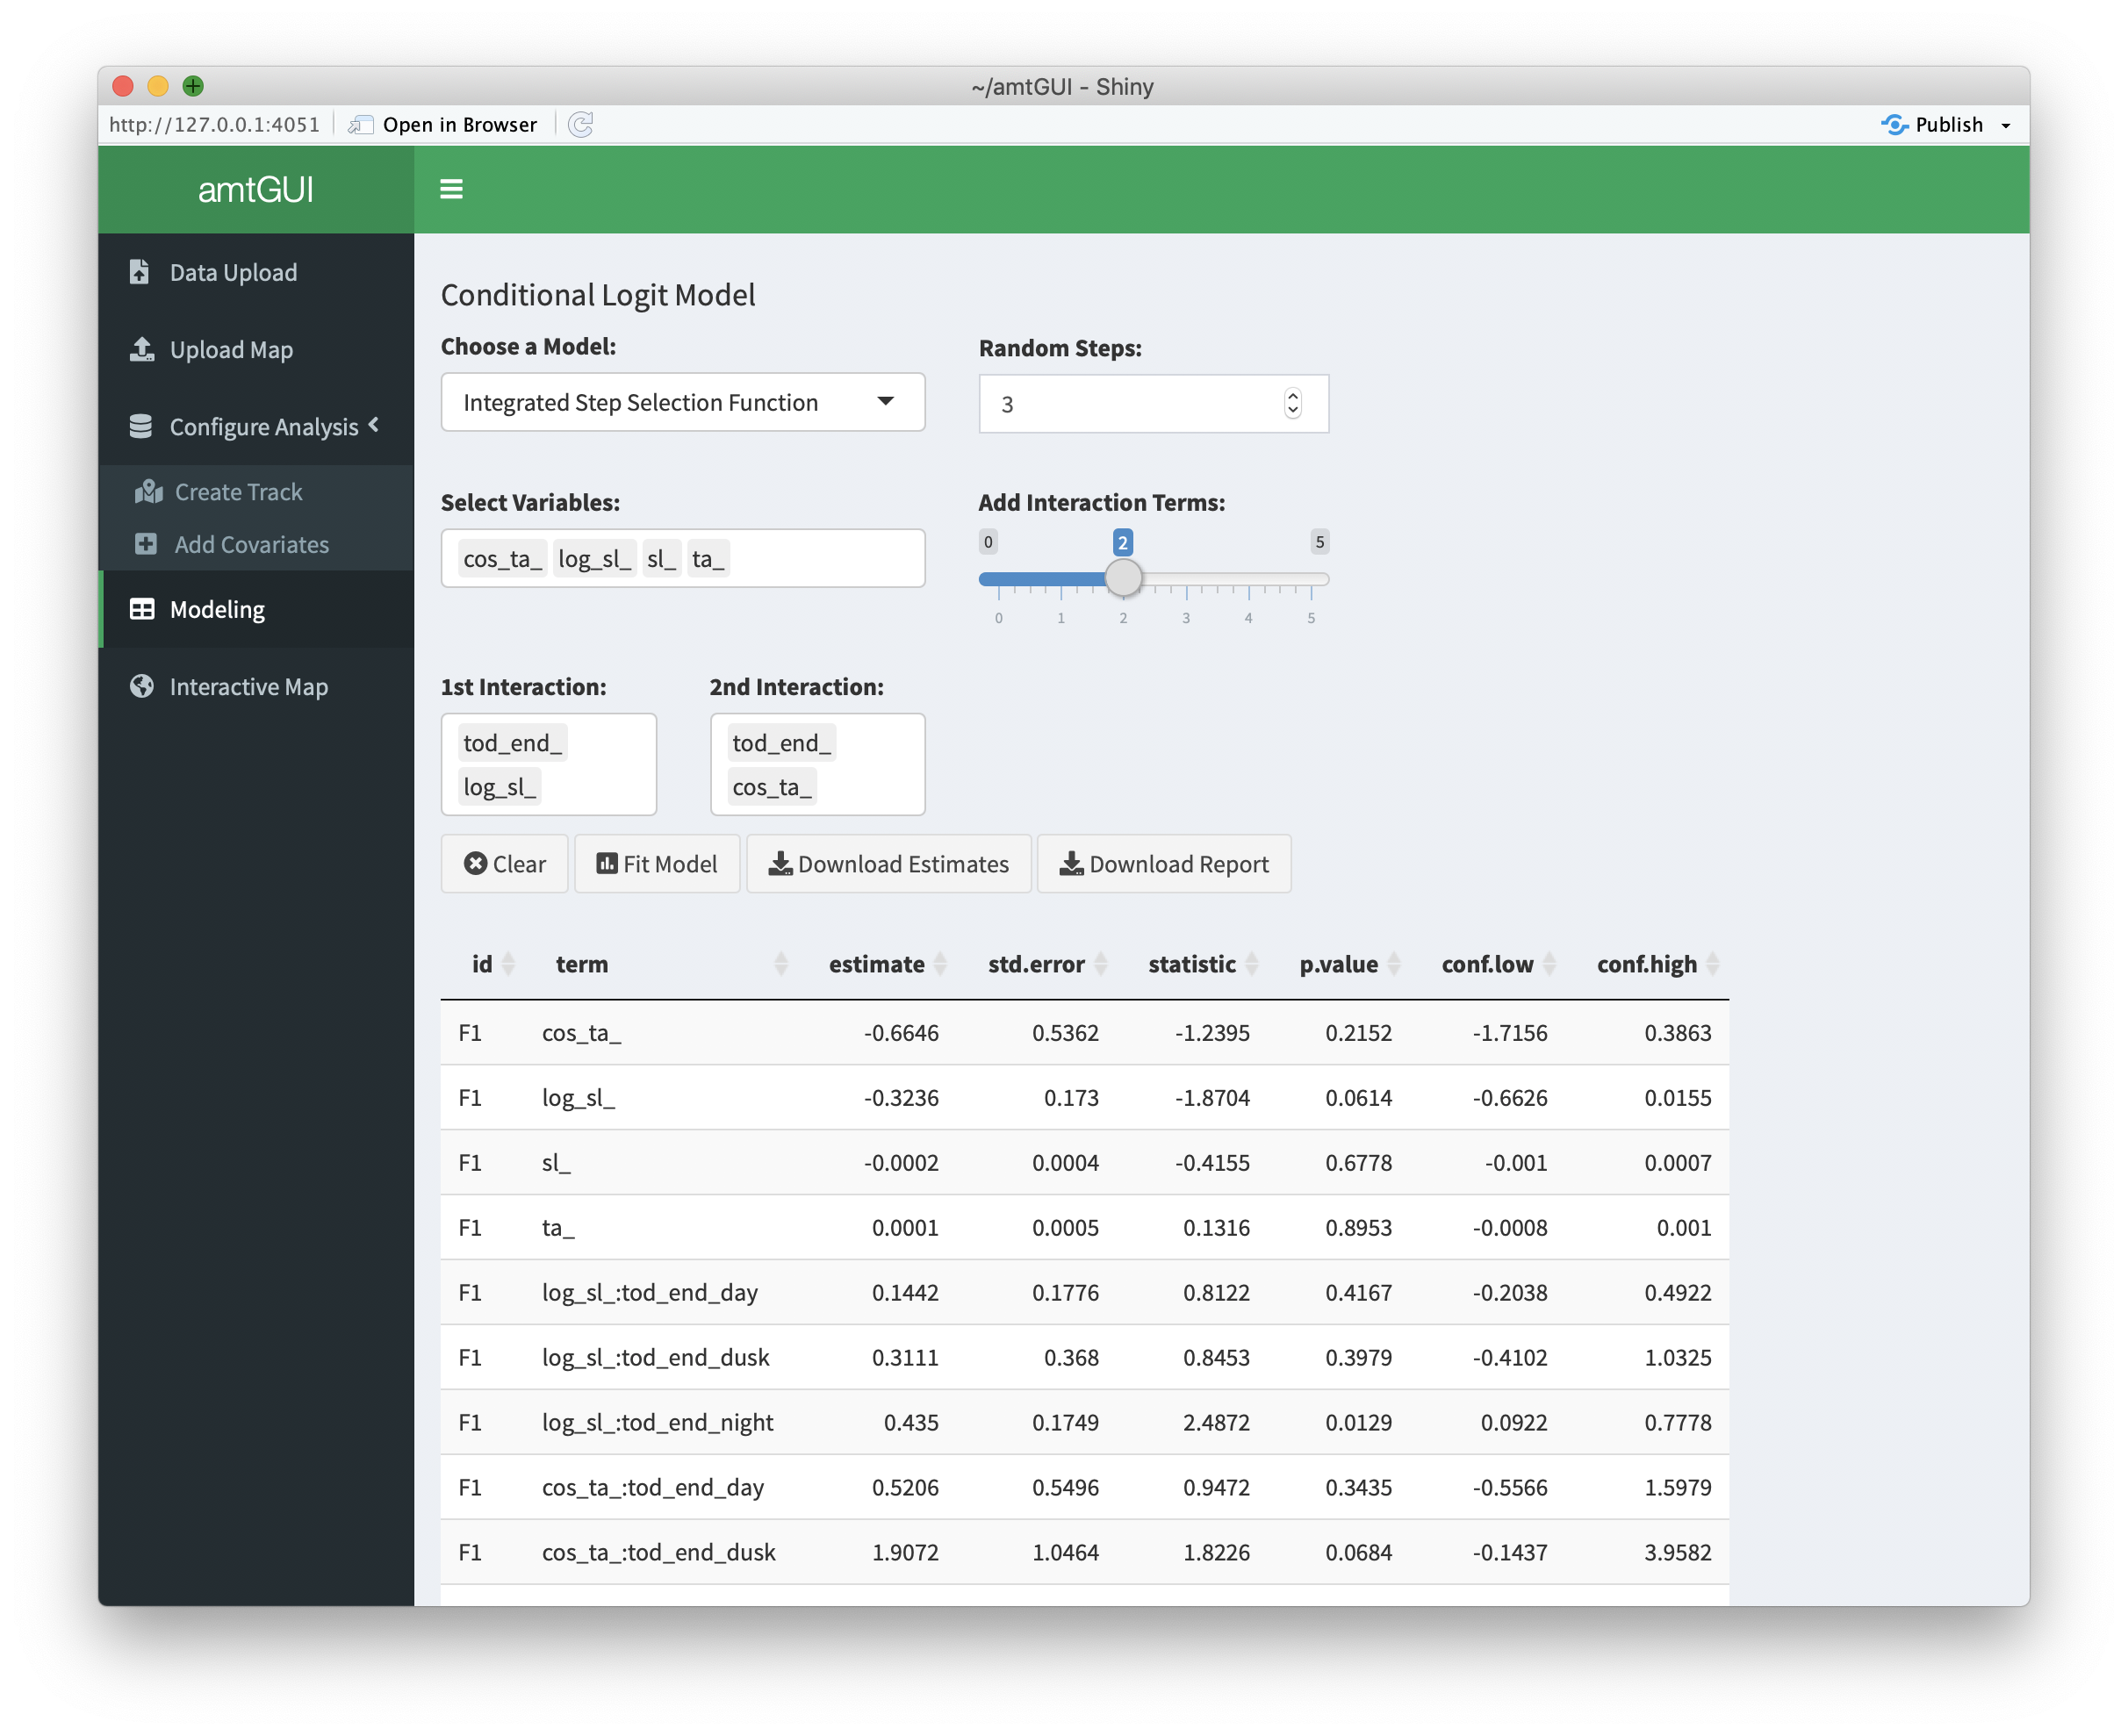 ~/amtGUI - Shiny
http://127.0.0.1:4051 Open in Browser Publish
amtGUI
Data Upload
Upload Map
Configure Analysis
Create Track
Add Covariates
Modeling
Interactive Map
Conditional Logit Model
Choose a Model: Random Steps:
Integrated Step Selection Function 3
Select Variables: Add Interaction Terms:
0 2 5
cos_ta_ log_sl_ sl_ ta_
0 1 2 3 4 5
1st Interaction: 2nd Interaction:
tod_end_ tod_end_
log_sl_ cos_ta_
Clear Fit Model Download Estimates Download Report
id term estimate std.error statistic p.value conf.low conf.high
F1 cos_ta_ -0.6646 0.5362 -1.2395 0.2152 -1.7156 0.3863
F1 log_sl_ -0.3236 0.173 -1.8704 0.0614 -0.6626 0.0155
F1 sl_ -0.0002 0.0004 -0.4155 0.6778 -0.001 0.0007
F1 ta_ 0.0001 0.0005 0.1316 0.8953 -0.0008 0.001
F1 log_sl_:tod_end_day 0.1442 0.1776 0.8122 0.4167 -0.2038 0.4922
F1 log_sl_:tod_end_dusk 0.3111 0.368 0.8453 0.3979 -0.4102 1.0325
F1 log_sl_:tod_end_night 0.435 0.1749 2.4872 0.0129 0.0922 0.7778
F1 cos_ta_:tod_end_day 0.5206 0.5496 0.9472 0.3435 -0.5566 1.5979
F1 cos_ta_:tod_end_dusk 1.9072 1.0464 1.8226 0.0684 -0.1437 3.9582